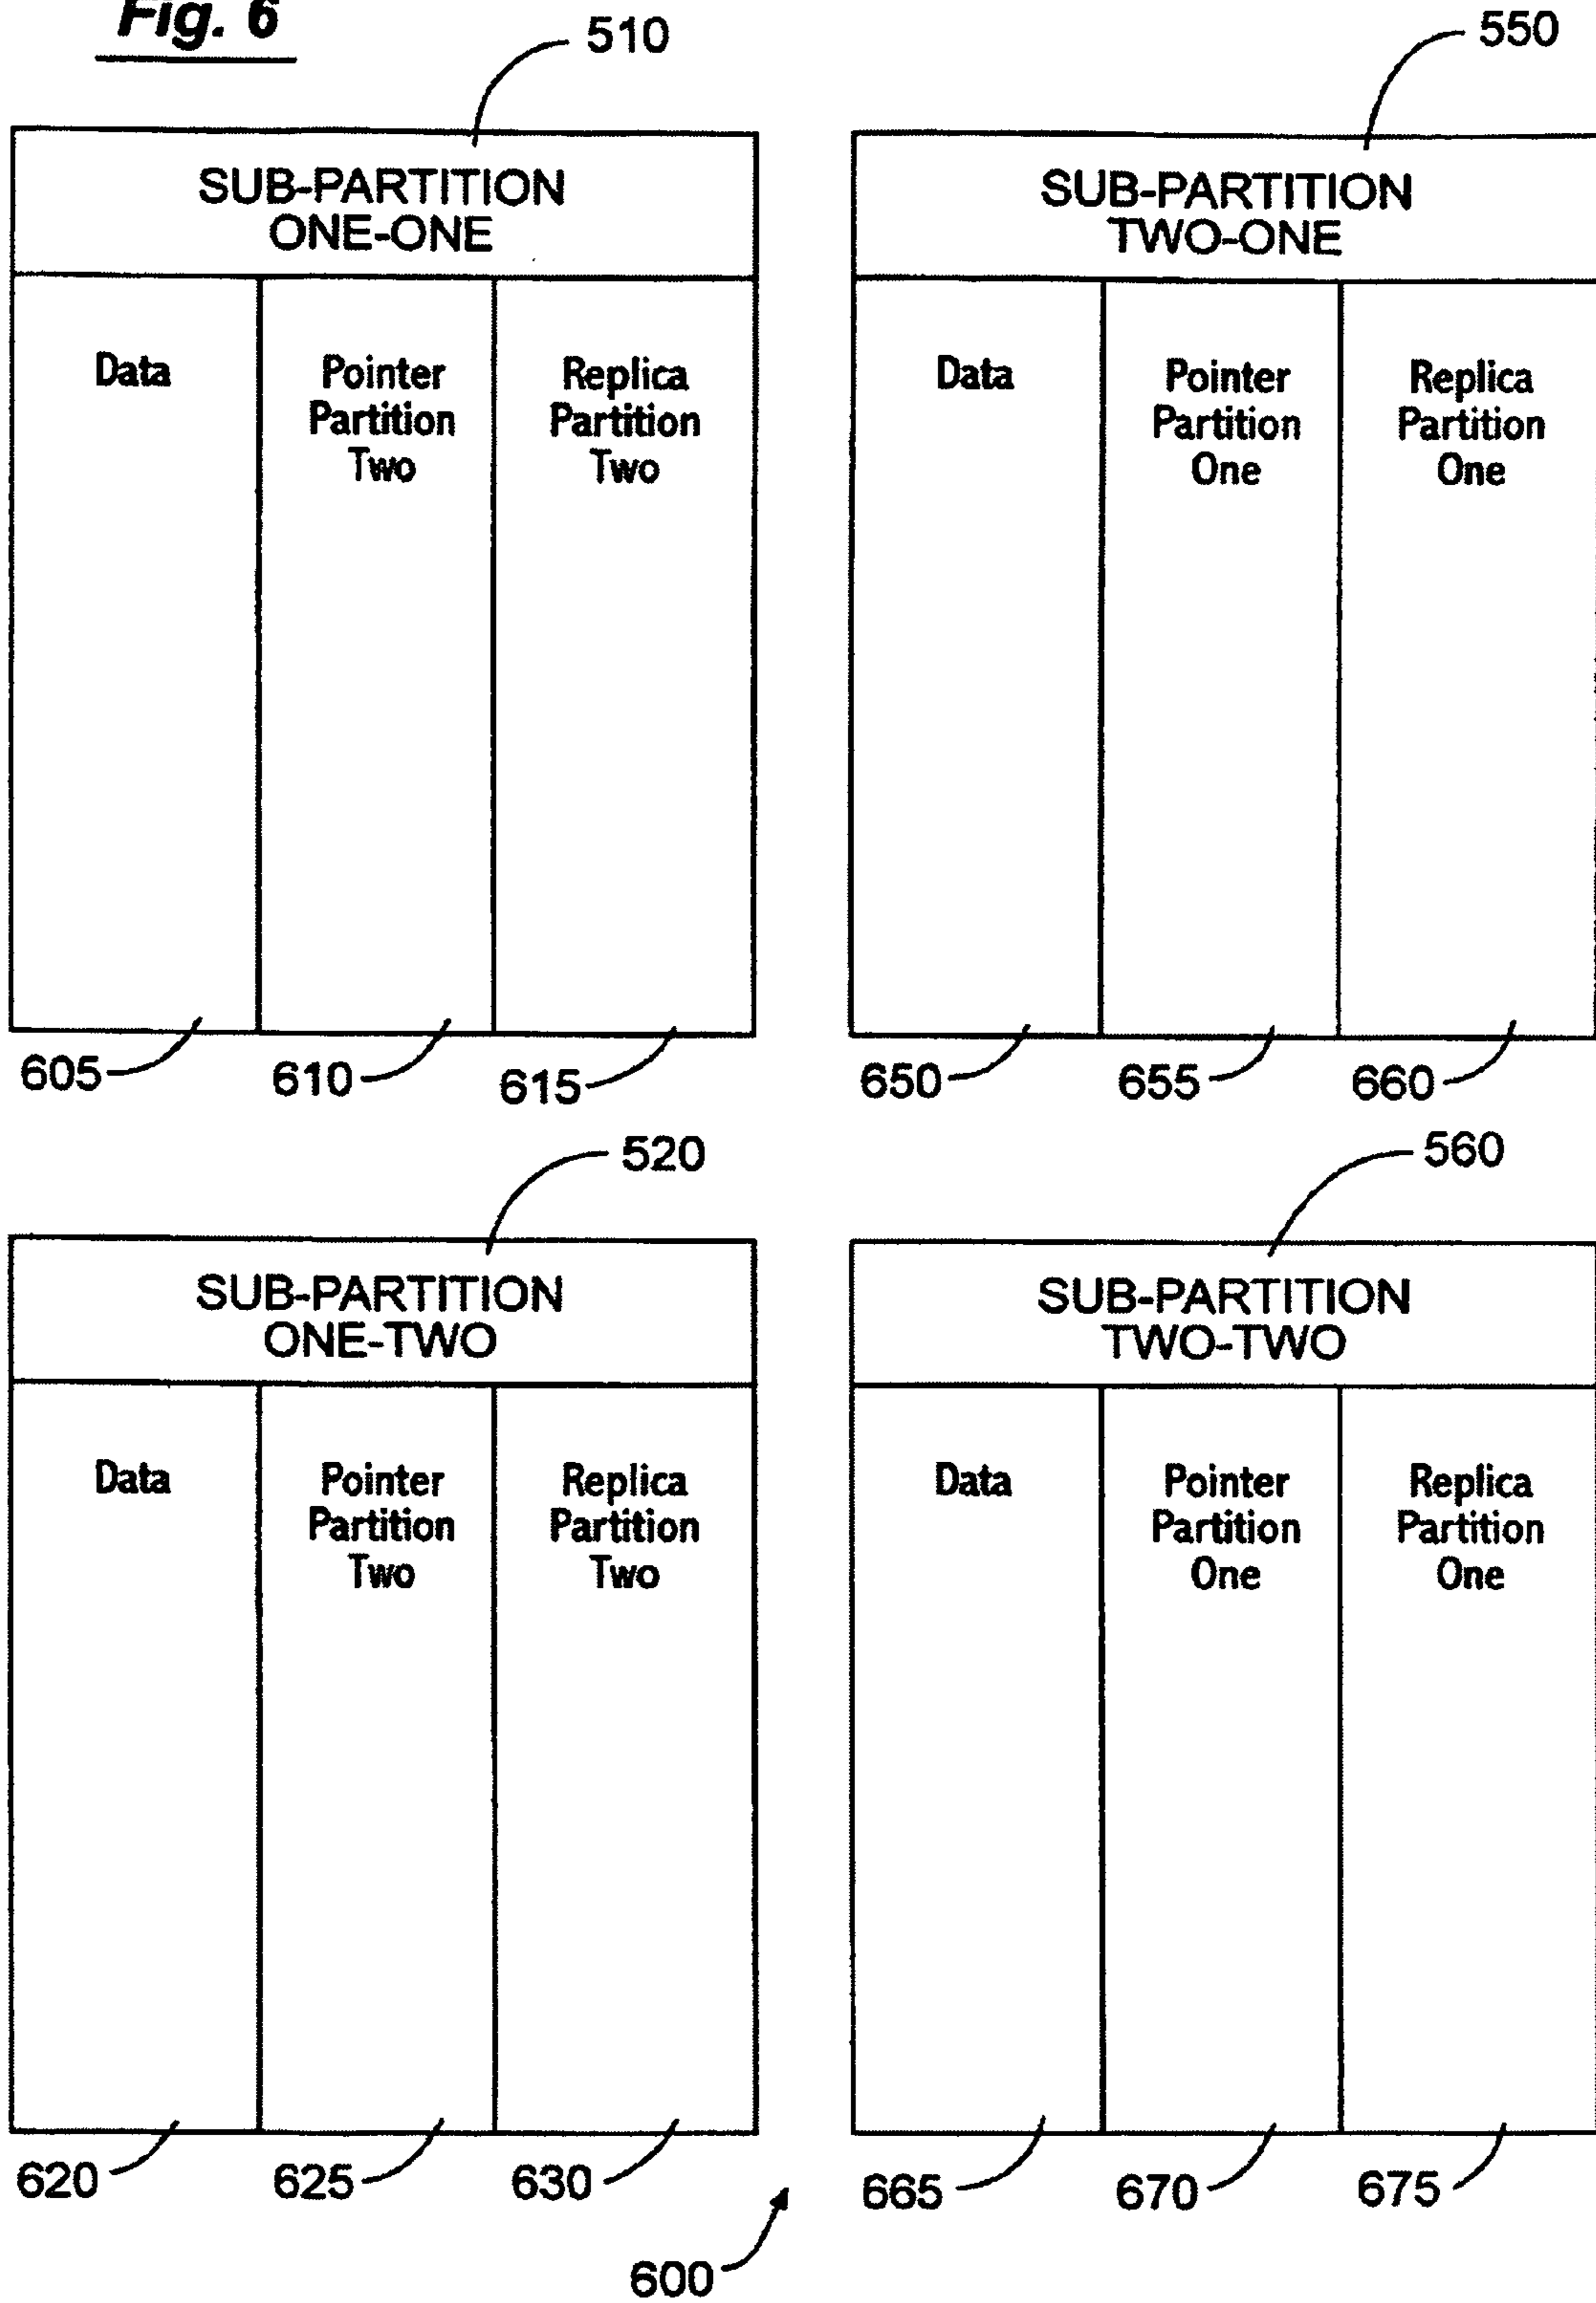 Fig. 6
510
550
SUB-PARTITION
ONE-ONE
Data
Pointer
Partition
Two
Replica
Partition
Two
605
610
615
SUB-PARTITION
TWO-ONE
Data
Pointer
Partition
One
Replica
Partition
One
650
655
660
520
560
SUB-PARTITION
ONE-TWO
Data
Pointer
Partition
Two
Replica
Partition
Two
620
625
630
SUB-PARTITION
TWO-TWO
Data
Pointer
Partition
One
Replica
Partition
One
665
670
675
600